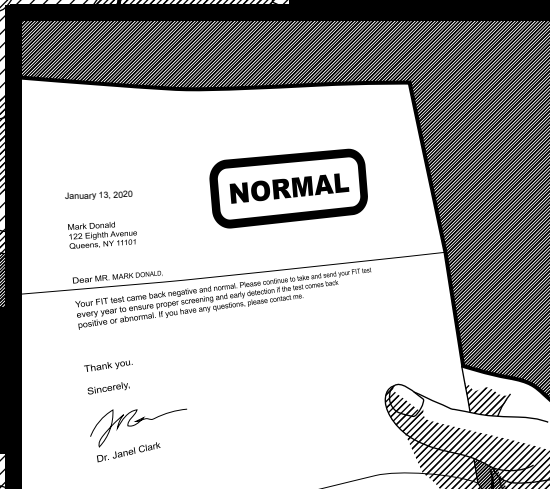 NORMAL
January 13, 2020
Mark Donald
122 Eighth Avenue
Queens, NY 11101
Dear MR. MARK DONALD,
Your FIT test came back negative and normal. Please continue to take and send your FIT test
every year to ensure proper screening and early detection if the test comes back
positive or abnormal. If you have any questions, please contact me.
Thank you.
Sincerely,
Dr. Janel Clark